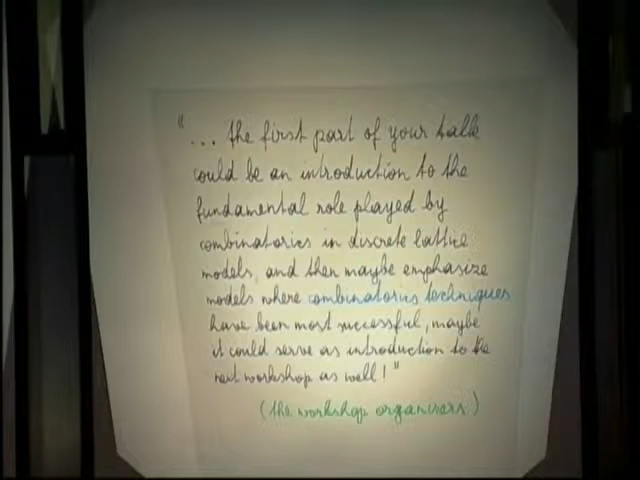 "... the first part of your talk
could be an introduction to the
fundamental role played by
combinatorics in discrete lattice
models, and then maybe emphasize
models where combinatorics techniques
have been most successful, maybe
it could serve as introduction to the
next workshop as well!"
(the workshop organizers)